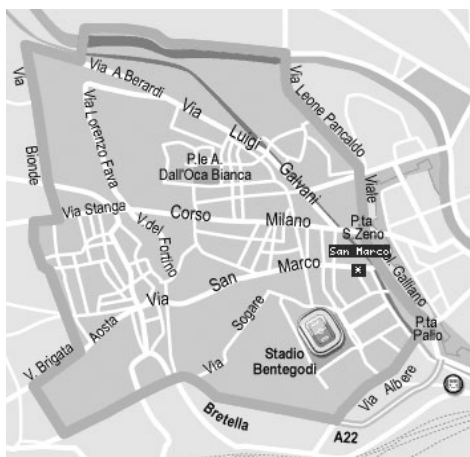 Via
Via A.Berardi
Via Leone Pancaldo
Via
Luigi
Galvani
Via Lorenzo Fava
Bionde
P.le A.
Dall'Oca Bianca
Viale
Via Stanga
Corso
Milano
P.ta
S.Zeno
V.del Fortino
San Marco
Gal. Galliano
San
Marco
Via
Sogare
Aosta
V. Brigata
Via
Stadio
Bentegodi
P.ta
Palio
Via Albere
Bretella
A22